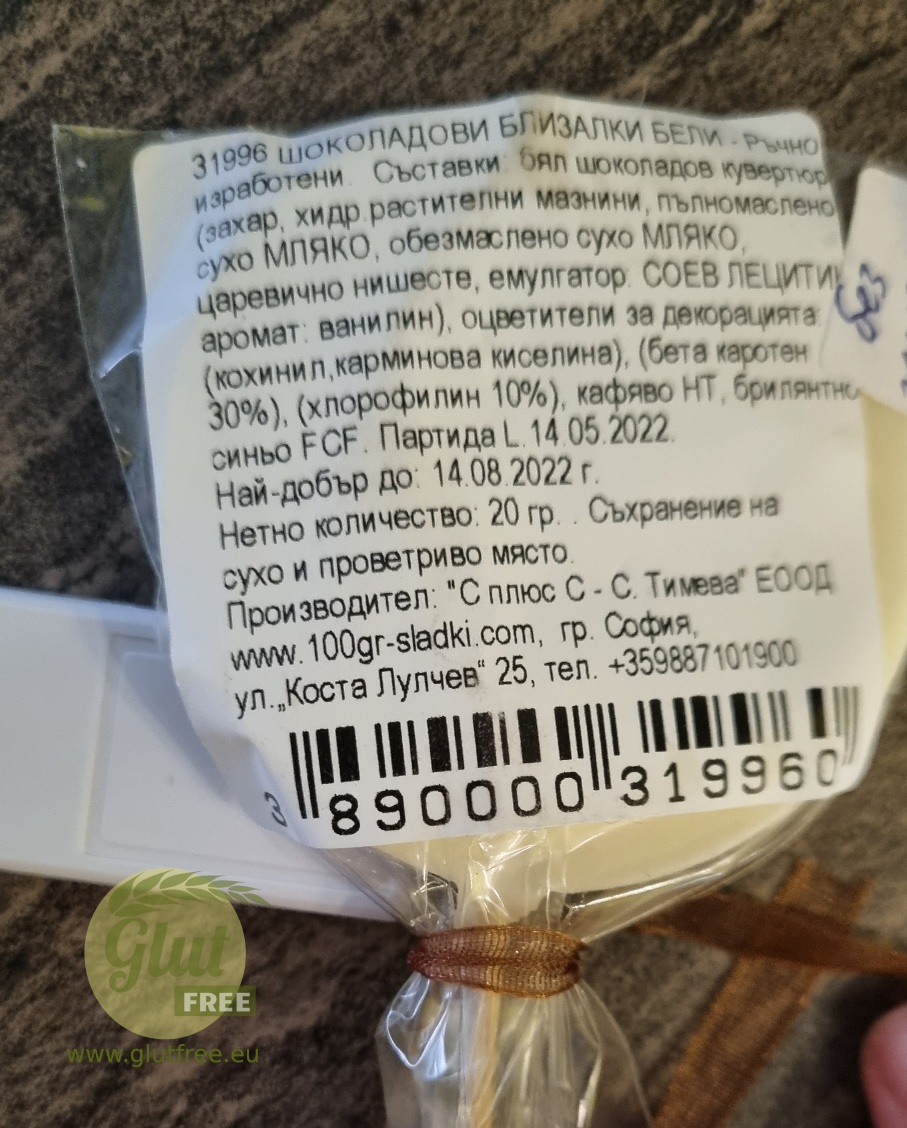 31996 ШОКОЛАДОВИ БЛИЗАЛКИ БЕЛИ - Ръчно
изработени. Съставки: бял шоколадов кувертюр
(захар, хидр.растителни мазнини, пълномаслено
сухо МЛЯКО, обезмаслено сухо МЛЯКО,
царевично нишесте, емулгатор: СОЕВ ЛЕЦИТИН
аромат: ванилин), оцветители за декорацията:
(кохинил,карминова киселина), (бета каротен
30%), (хлорофилин 10%), кафяво HT, брилянтно
синьо FCF. Партида L.14.05.2022.
Най-добър до: 14.08.2022 г.
Нетно количество: 20 гр. . Съхранение на
сухо и проветриво място.
Производител: "С плюс С - С. Тимева" ЕООД
www.100gr-sladki.com, гр. София,
ул.„Коста Лулчев“ 25, тел. +359887101900
3 890000 319960
Glut
FREE
www.glutfree.eu